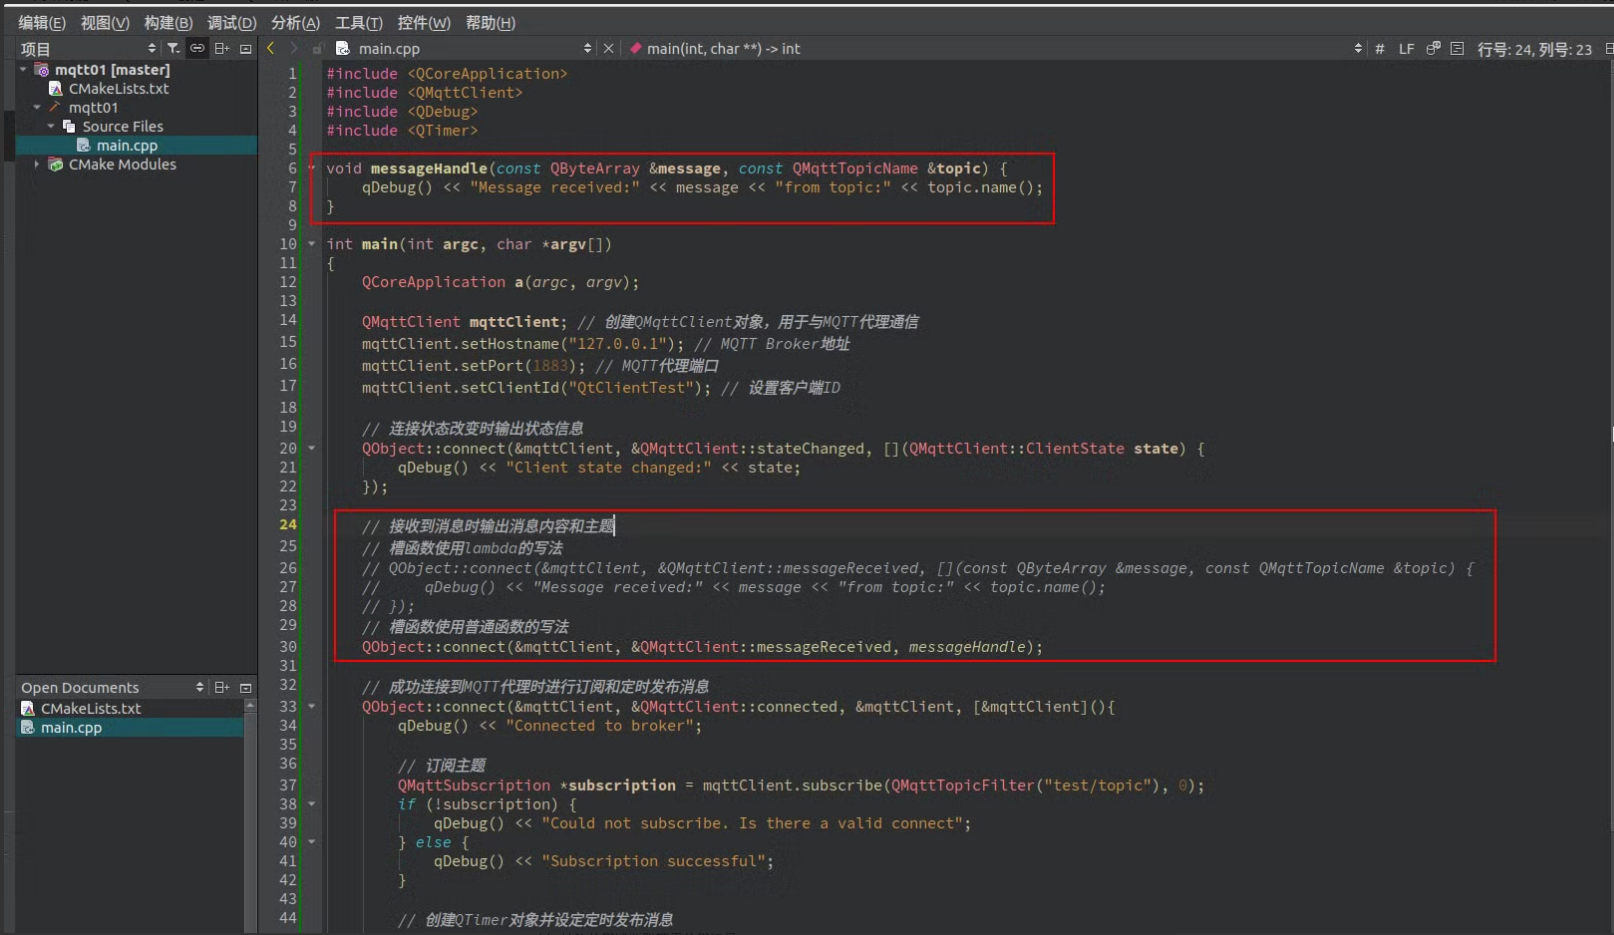 编辑(E) 视图(V) 构建(B) 调试(D) 分析(A) 工具(T) 控件(W) 帮助(H)
项目
main.cpp
main(int, char **) -> int
# LF 行号: 24, 列号: 23
mqtt01 [master]
CMakeLists.txt
mqtt01
Source Files
main.cpp
CMake Modules
Open Documents
CMakeLists.txt
main.cpp
1 #include <QCoreApplication>
2 #include <QMqttClient>
3 #include <QDebug>
4 #include <QTimer>
5
6 void messageHandle(const QByteArray &message, const QMqttTopicName &topic) {
7 qDebug() << "Message received:" << message << "from topic:" << topic.name();
8 }
9
10 int main(int argc, char *argv[])
11 {
12 QCoreApplication a(argc, argv);
13
14 QMqttClient mqttClient; // 创建QMqttClient对象，用于与MQTT代理通信
15 mqttClient.setHostname("127.0.0.1"); // MQTT Broker地址
16 mqttClient.setPort(1883); // MQTT代理端口
17 mqttClient.setClientId("QtClientTest"); // 设置客户端ID
18
19 // 连接状态改变时输出状态信息
20 QObject::connect(&mqttClient, &QMqttClient::stateChanged, [](QMqttClient::ClientState state) {
21 qDebug() << "Client state changed:" << state;
22 });
23
24 // 接收到消息时输出消息内容和主题
25 // 槽函数使用lambda的写法
26 // QObject::connect(&mqttClient, &QMqttClient::messageReceived, [](const QByteArray &message, const QMqttTopicName &topic) {
27 // qDebug() << "Message received:" << message << "from topic:" << topic.name();
28 // });
29 // 槽函数使用普通函数的写法
30 QObject::connect(&mqttClient, &QMqttClient::messageReceived, messageHandle);
31
32 // 成功连接到MQTT代理时进行订阅和定时发布消息
33 QObject::connect(&mqttClient, &QMqttClient::connected, &mqttClient, [&mqttClient](){
34 qDebug() << "Connected to broker";
35
36 // 订阅主题
37 QMqttSubscription *subscription = mqttClient.subscribe(QMqttTopicFilter("test/topic"), 0);
38 if (!subscription) {
39 qDebug() << "Could not subscribe. Is there a valid connect";
40 } else {
41 qDebug() << "Subscription successful";
42 }
43
44 // 创建QTimer对象并设定定时发布消息